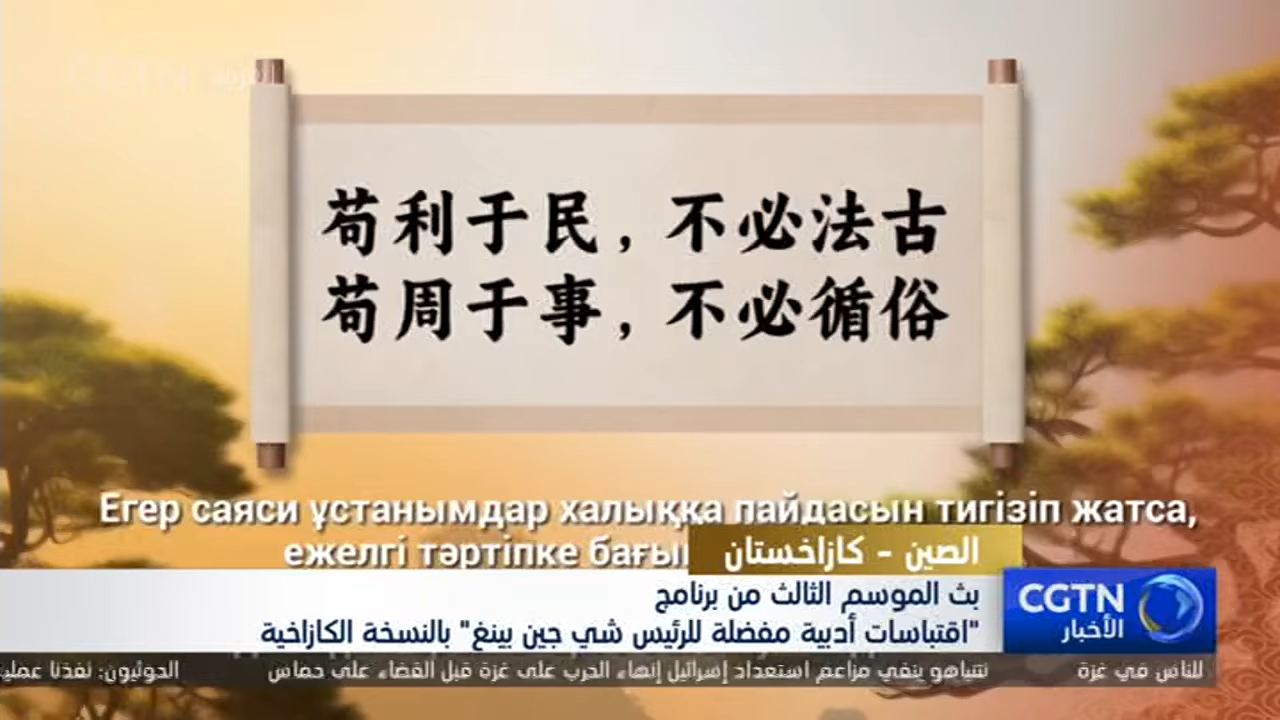 苟利于民，不必法古
苟周于事，不必循俗
Егер саяси ұстанымдар халыққа пайдасын тигізіп жатса,
ежелгі тәртіпке
الصين - كازاخستان
بث الموسم الثالث من برنامج
"اقتباسات أدبية مفضلة للرئيس شي جين بينغ" بالنسخة الكازاخية
CGTN
الأخبار
للناس في غزة
نتنياهو ينفي مزاعم استعداد إسرائيل إنهاء الحرب على غزة قبل القضاء على حماس
الحوثيون: نفذنا